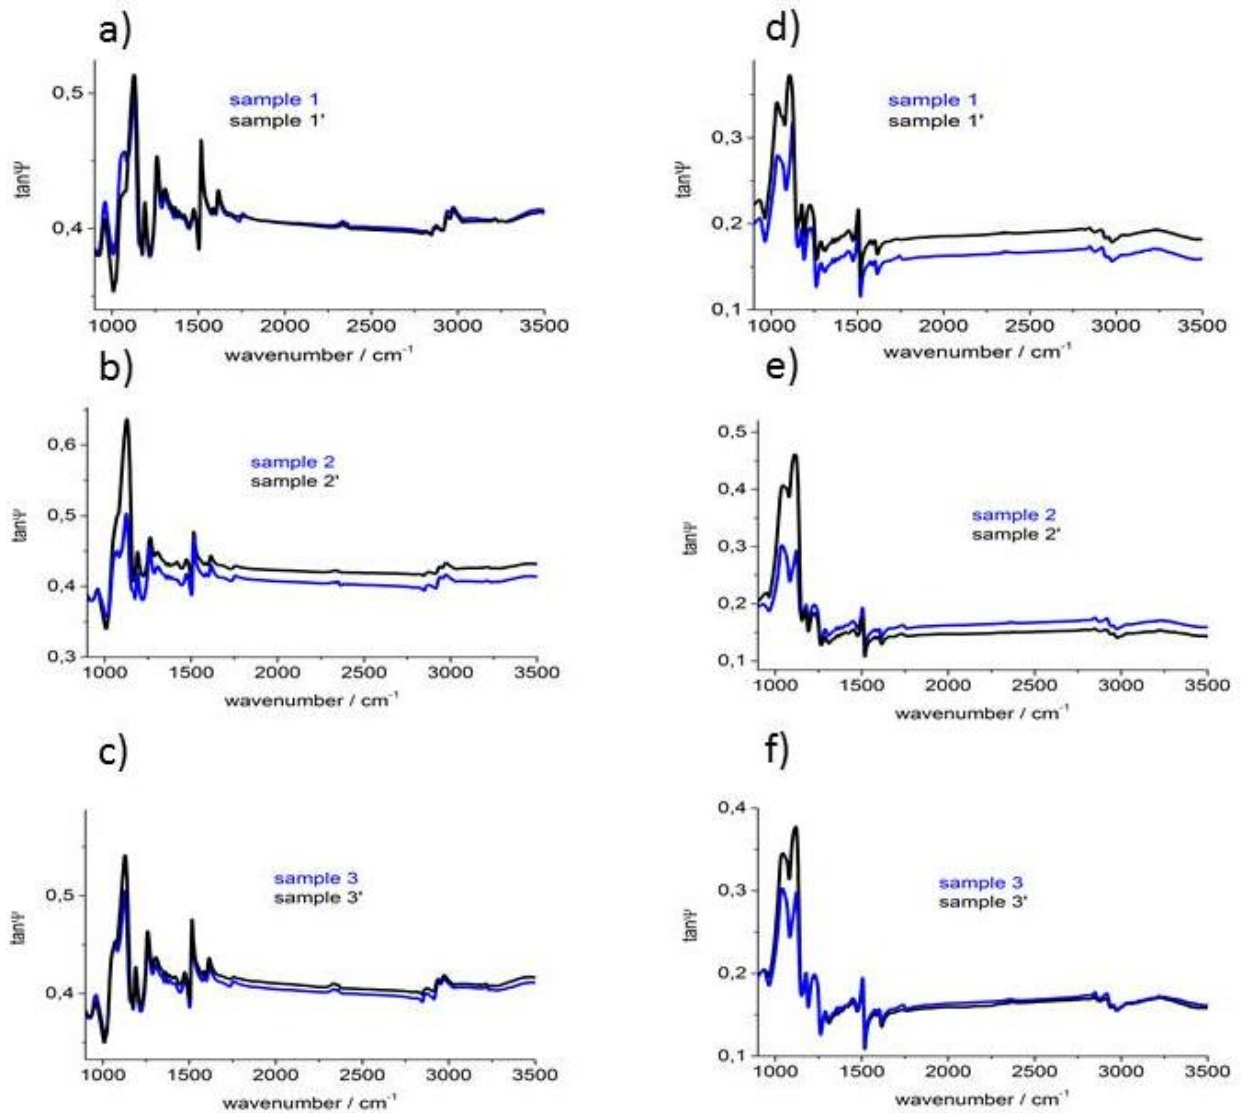 a)
0,5
0,4
tanΨ
sample 1
sample 1'
1000 1500 2000 2500 3000 3500
wavenumber / cm⁻¹
d)
0,3
0,2
0,1
tanΨ
sample 1
sample 1'
1000 1500 2000 2500 3000 3500
wavenumber / cm⁻¹
b)
0,6
0,5
0,4
0,3
tanΨ
sample 2
sample 2'
1000 1500 2000 2500 3000 3500
wavenumber / cm⁻¹
e)
0,5
0,4
0,3
0,2
0,1
tanΨ
sample 2
sample 2'
1000 1500 2000 2500 3000 3500
wavenumber / cm⁻¹
c)
0,5
0,4
tanΨ
sample 3
sample 3'
1000 1500 2000 2500 3000 3500
wavenumber / cm⁻¹
f)
0,4
0,3
0,2
0,1
tanΨ
sample 3
sample 3'
1000 1500 2000 2500 3000 3500
wavenumber / cm⁻¹